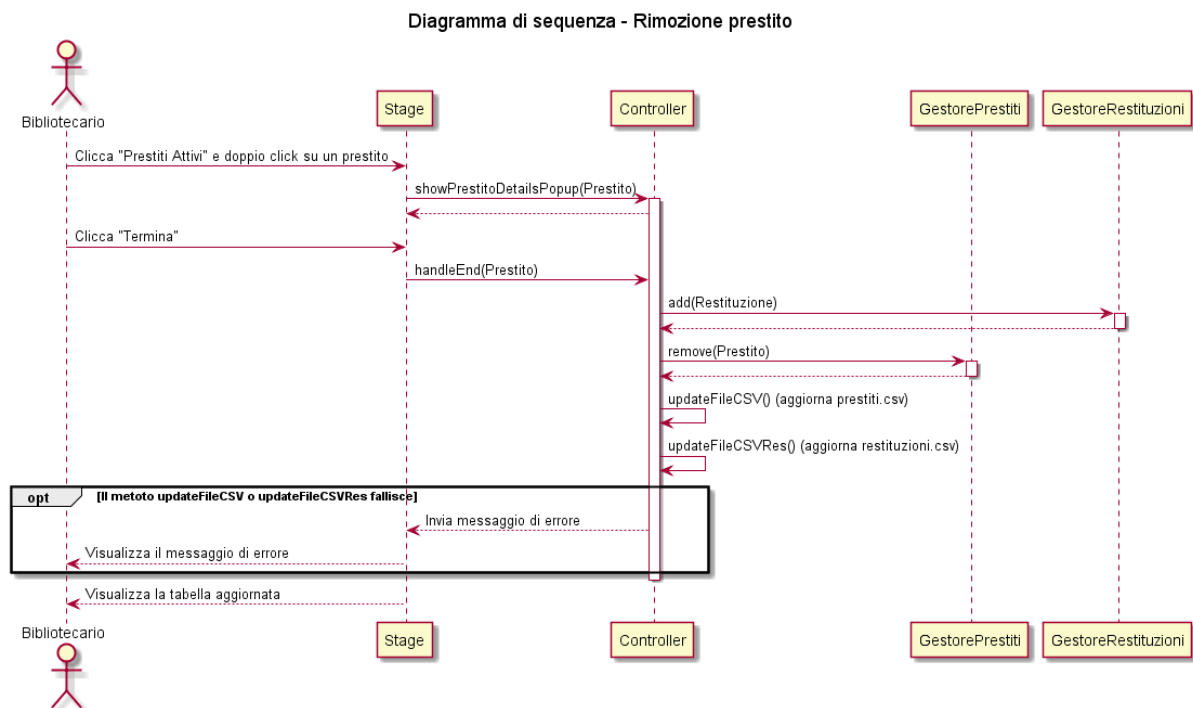 Diagramma di sequenza - Rimozione prestito
Bibliotecario
Stage
Controller
GestorePrestiti
GestoreRestituzioni
Clicca "Prestiti Attivi" e doppio click su un prestito
showPrestitoDetailsPopup(Prestito)
Clicca "Termina"
handleEnd(Prestito)
add(Restituzione)
remove(Prestito)
updateFileCSV() (aggiorna prestiti.csv)
updateFileCSVRes() (aggiorna restituzioni.csv)
opt [Il metoto updateFileCSV o updateFileCSVRes fallisce]
Invia messaggio di errore
Visualizza il messaggio di errore
Visualizza la tabella aggiornata
Bibliotecario
Stage
Controller
GestorePrestiti
GestoreRestituzioni